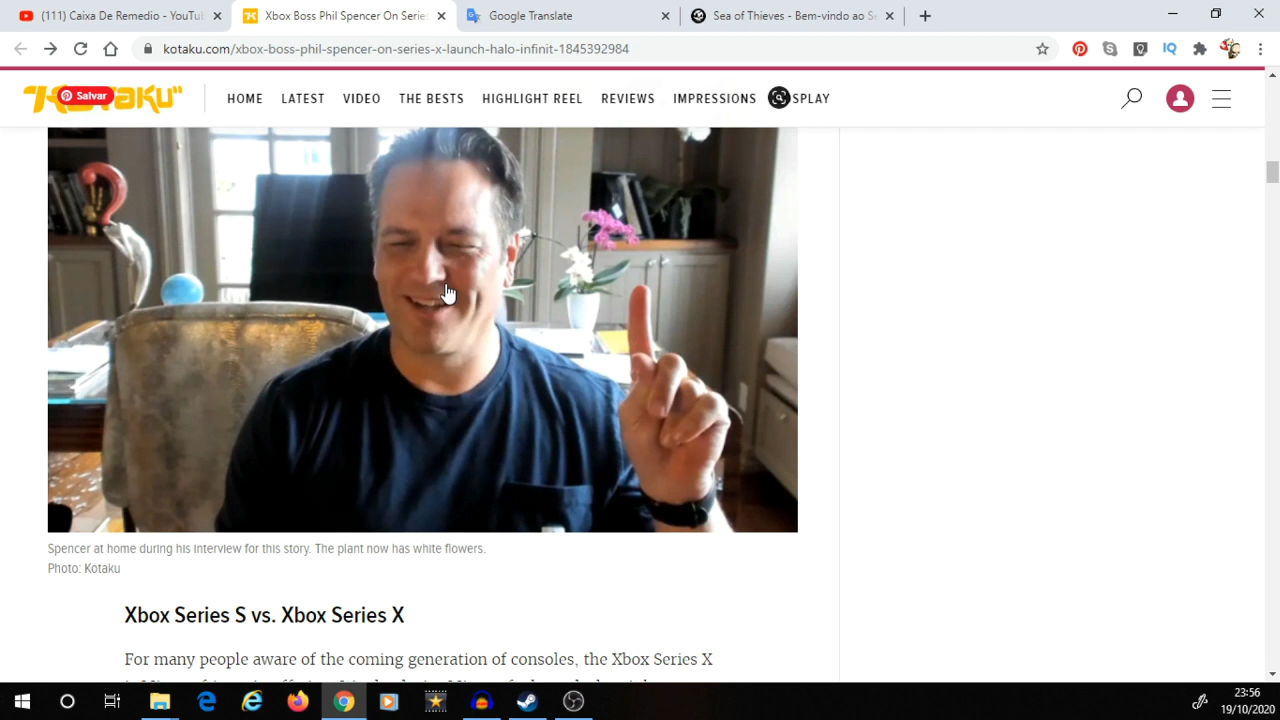 (111) Caixa De Remedio - YouTu
Xbox Boss Phil Spencer On Serie
Google Translate
Sea of Thieves - Bem-vindo ao Se
kotaku.com/xbox-boss-phil-spencer-on-series-x-launch-halo-infinit-1845392984
IQ
KOTAKU
Salvar
HOME
LATEST
VIDEO
THE BESTS
HIGHLIGHT REEL
REVIEWS
IMPRESSIONS
SPLAY
Spencer at home during his interview for this story. The plant now has white flowers.
Photo: Kotaku
Xbox Series S vs. Xbox Series X
For many people aware of the coming generation of consoles, the Xbox Series X
23:56
19/10/2020